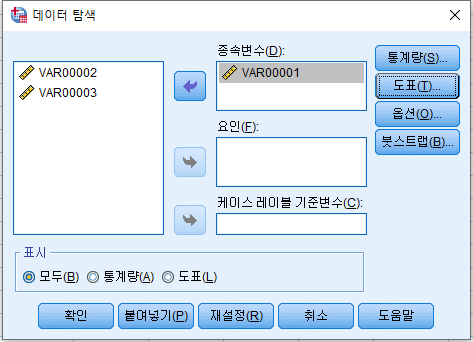 데이터 탐색
종속변수(D):
VAR00002
VAR00003
VAR00001
통계량(S)...
도표(T)...
옵션(O)...
붓스트랩(B)...
요인(F):
케이스 레이블 기준변수(C):
표시
모두(B) 통계량(A) 도표(L)
확인 붙여넣기(P) 재설정(R) 취소 도움말